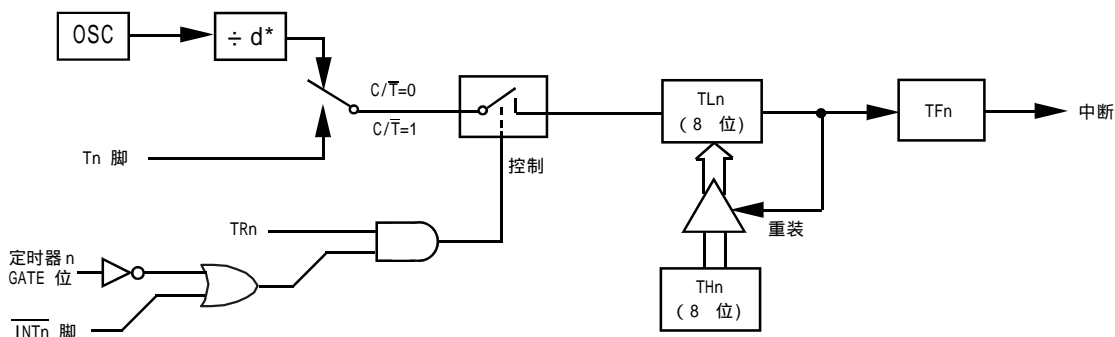 OSC
÷ d*
C/T̅=0
C/T̅=1
Tn 脚
控制
TLn
(8 位)
TFn
中断
重装
TRn
定时器 n
GATE 位
I̅N̅T̅n̅ 脚
THn
(8 位)